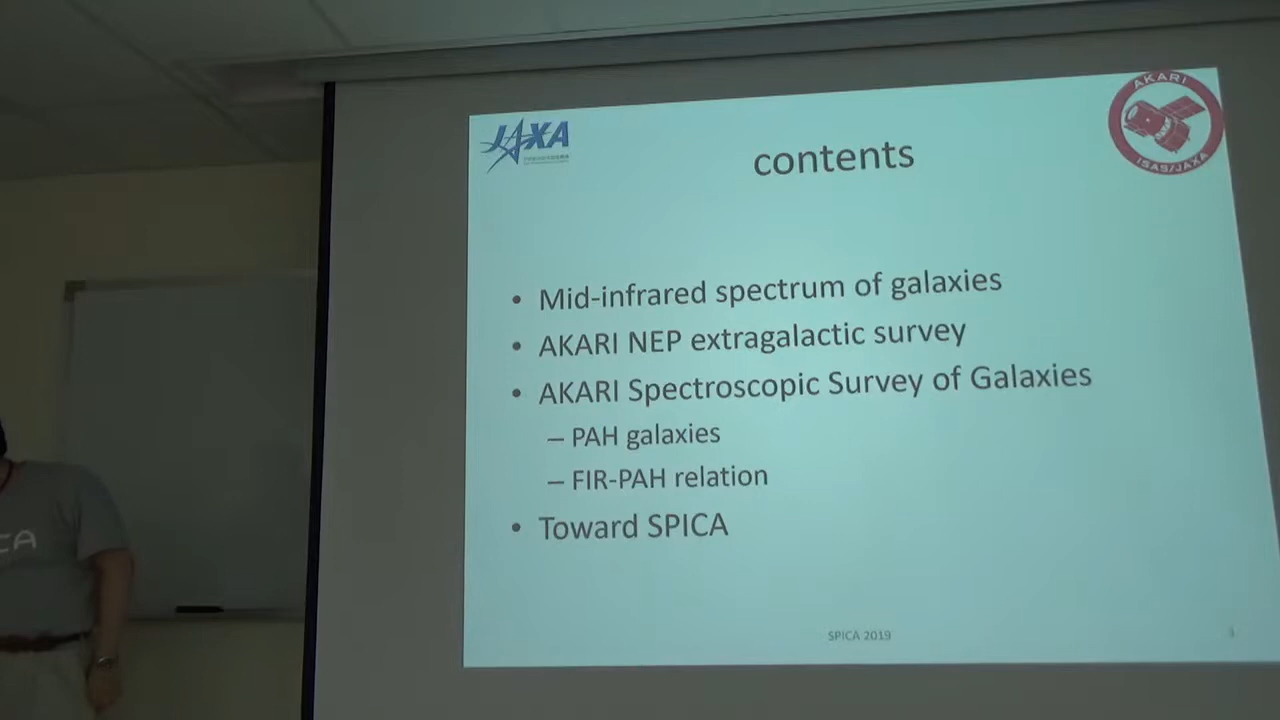 JAXA
AKARI
ISAS/JAXA
contents
• Mid-infrared spectrum of galaxies
• AKARI NEP extragalactic survey
• AKARI Spectroscopic Survey of Galaxies
– PAH galaxies
– FIR-PAH relation
• Toward SPICA
CA
SPICA 2019